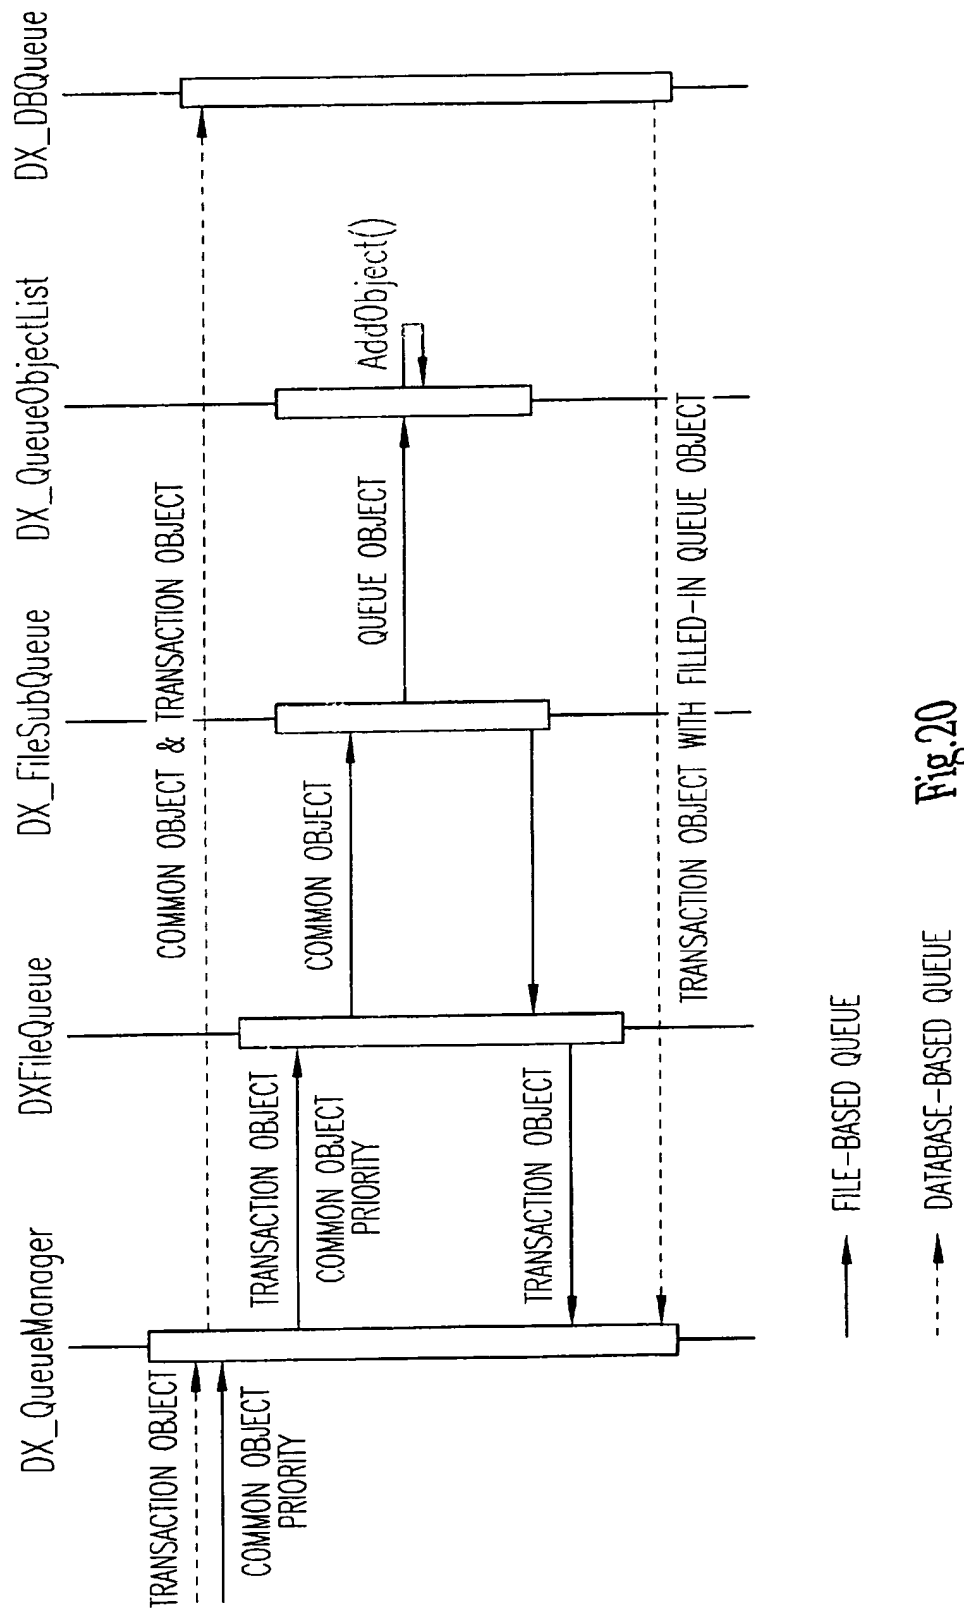 DX_QueueManager
DXFileQueue
DX_FileSubQueue
DX_QueueObjectList
DX_DBQueue
TRANSACTION OBJECT
COMMON OBJECT
PRIORITY
COMMON OBJECT & TRANSACTION OBJECT
TRANSACTION OBJECT
COMMON OBJECT
PRIORITY
COMMON OBJECT
QUEUE OBJECT
AddObject()
TRANSACTION OBJECT
TRANSACTION OBJECT WITH FILLED-IN QUEUE OBJECT
FILE-BASED QUEUE
DATABASE-BASED QUEUE
Fig.20